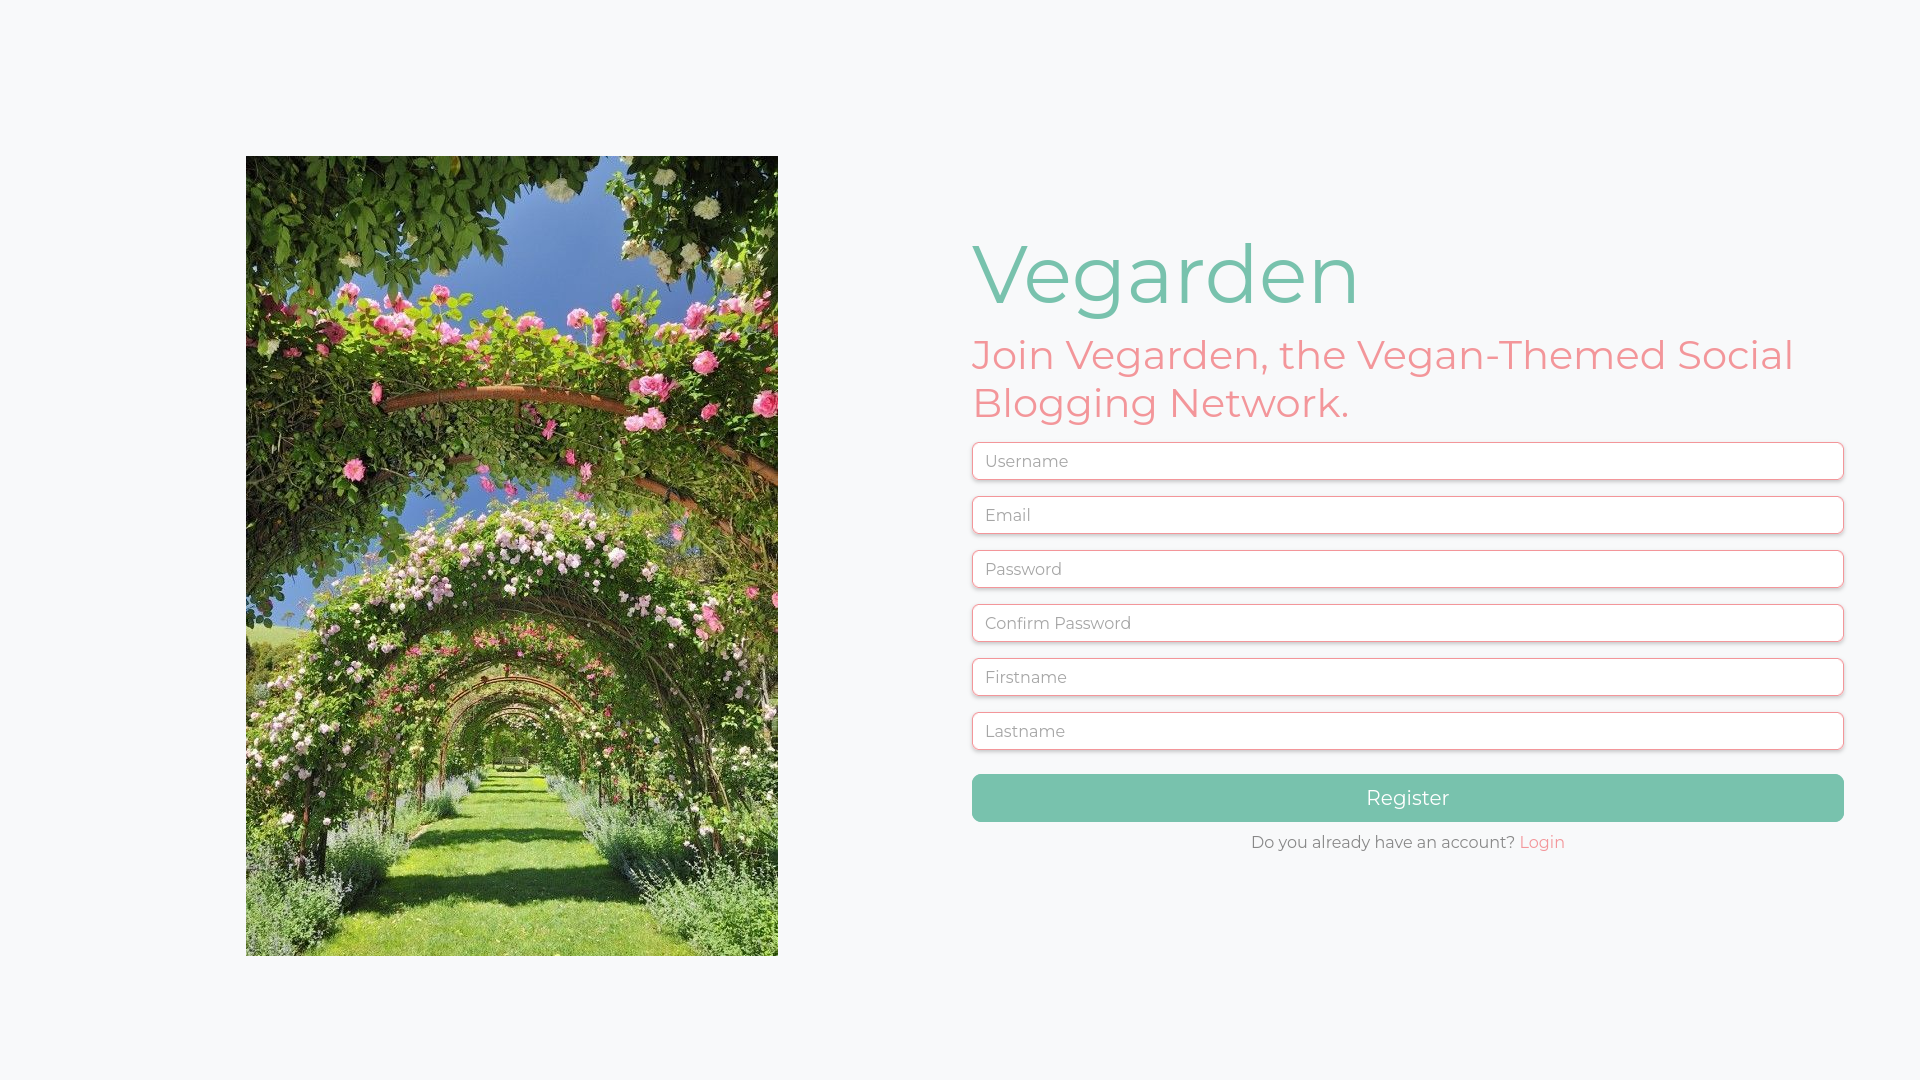 Vegarden
Join Vegarden, the Vegan-Themed Social
Blogging Network.
Username
Email
Password
Confirm Password
Firstname
Lastname
Register
Do you already have an account? Login